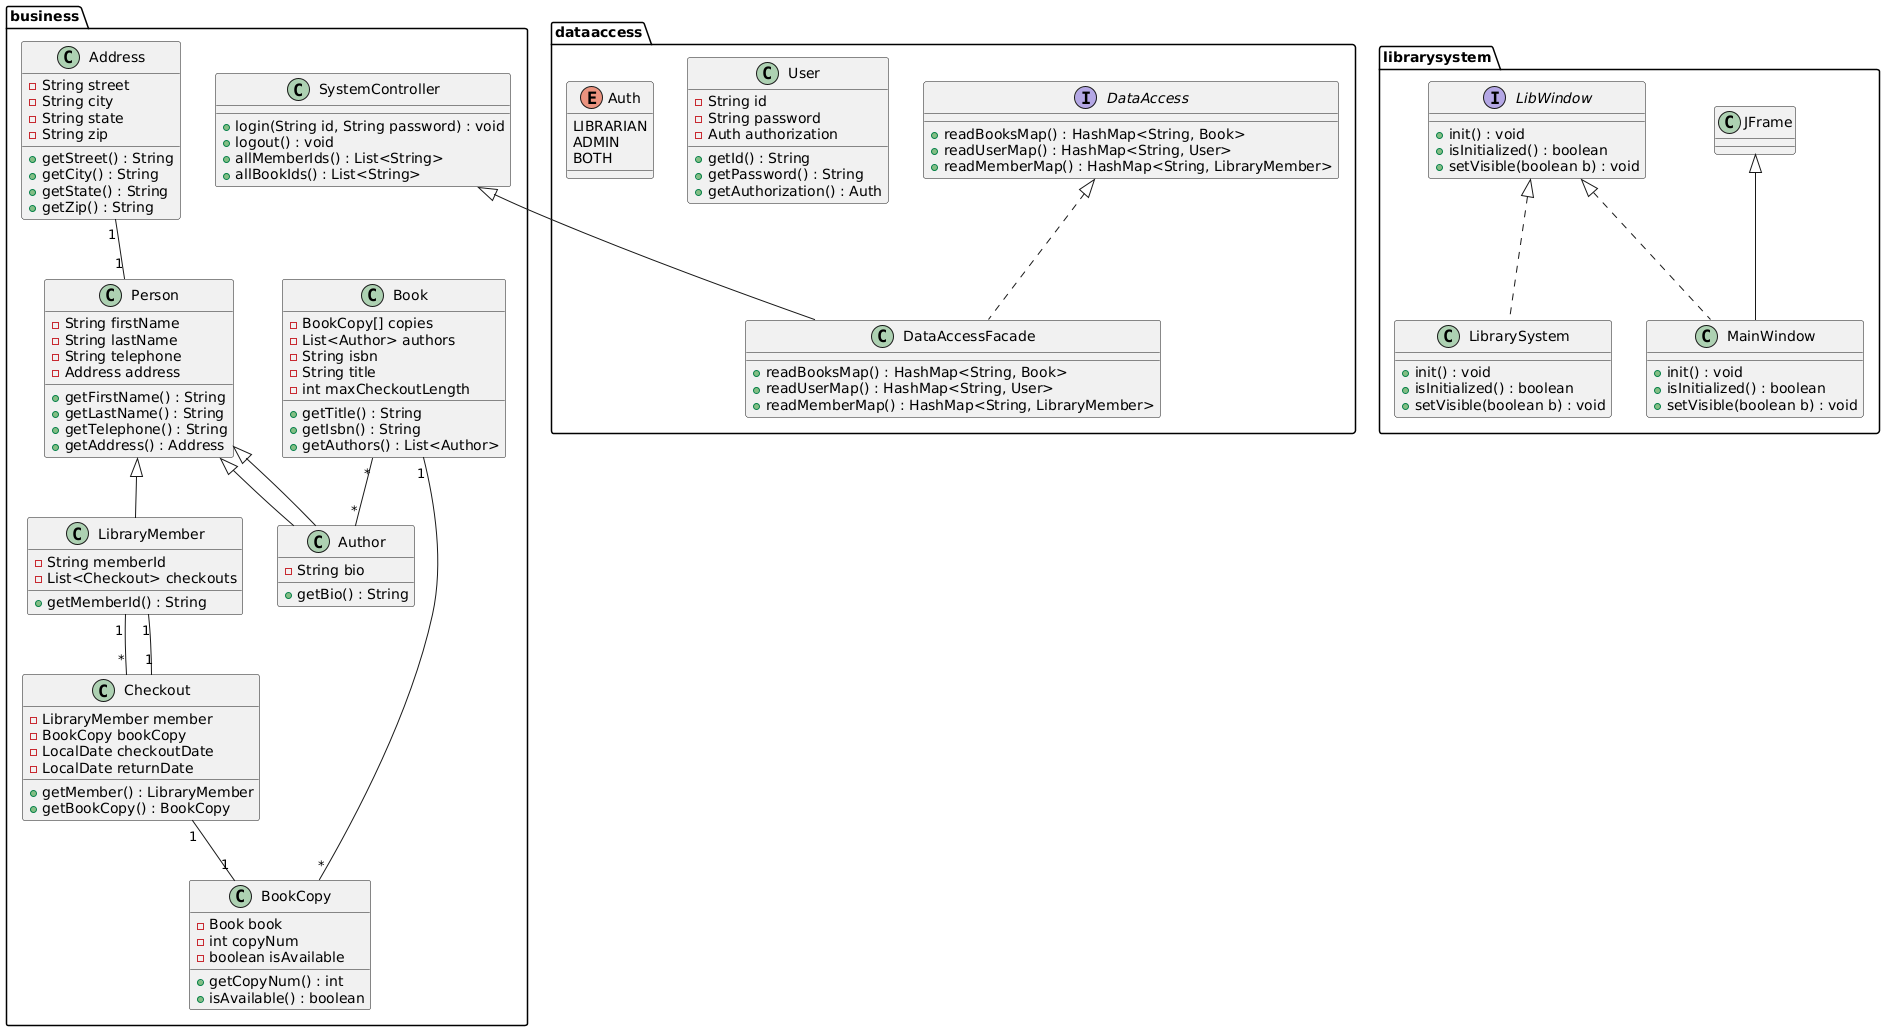 business
C Address
String street
String city
String state
String zip
getStreet() : String
getCity() : String
getState() : String
getZip() : String
C SystemController
login(String id, String password) : void
logout() : void
allMemberIds() : List<String>
allBookIds() : List<String>
1
1
C Person
String firstName
String lastName
String telephone
Address address
getFirstName() : String
getLastName() : String
getTelephone() : String
getAddress() : Address
C Book
BookCopy[] copies
List<Author> authors
String isbn
String title
int maxCheckoutLength
getTitle() : String
getIsbn() : String
getAuthors() : List<Author>
*
1
*
C LibraryMember
String memberId
List<Checkout> checkouts
getMemberId() : String
C Author
String bio
getBio() : String
1
1
*
1
C Checkout
LibraryMember member
BookCopy bookCopy
LocalDate checkoutDate
LocalDate returnDate
getMember() : LibraryMember
getBookCopy() : BookCopy
1
1
*
C BookCopy
Book book
int copyNum
boolean isAvailable
getCopyNum() : int
isAvailable() : boolean
dataaccess
E Auth
LIBRARIAN
ADMIN
BOTH
C User
String id
String password
Auth authorization
getId() : String
getPassword() : String
getAuthorization() : Auth
I DataAccess
readBooksMap() : HashMap<String, Book>
readUserMap() : HashMap<String, User>
readMemberMap() : HashMap<String, LibraryMember>
C DataAccessFacade
readBooksMap() : HashMap<String, Book>
readUserMap() : HashMap<String, User>
readMemberMap() : HashMap<String, LibraryMember>
librarysystem
I LibWindow
init() : void
isInitialized() : boolean
setVisible(boolean b) : void
C JFrame
C LibrarySystem
init() : void
isInitialized() : boolean
setVisible(boolean b) : void
C MainWindow
init() : void
isInitialized() : boolean
setVisible(boolean b) : void